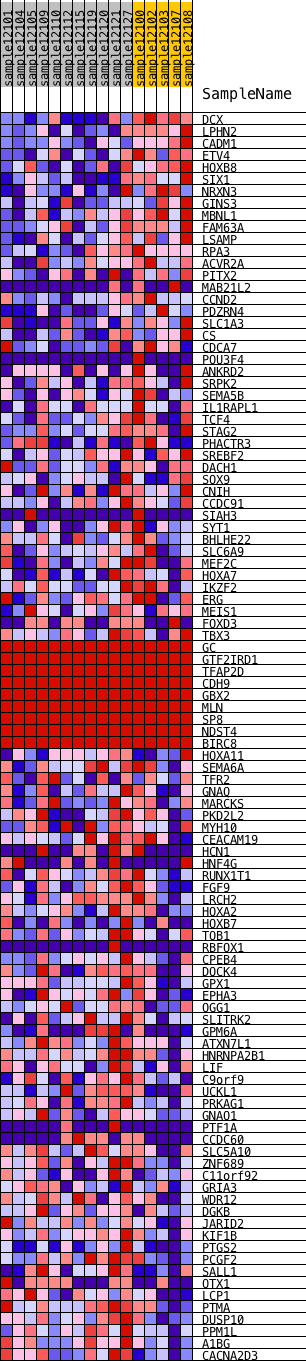 sample12101
sample12104
sample12105
sample12109
sample12110
sample12112
sample12115
sample12119
sample12120
sample12121
sample12122
sample12100
sample12102
sample12103
sample12107
sample12108
SampleName
DCX
LPHN2
CADM1
ETV4
HOXB8
SIX1
NRXN3
GINS3
MBNL1
FAM63A
LSAMP
RPA3
ACVR2A
PITX2
MAB21L2
CCND2
PDZRN4
SLC1A3
CS
CDCA7
POU3F4
ANKRD2
SRPK2
SEMA5B
IL1RAPL1
TCF4
STAG2
PHACTR3
SREBF2
DACH1
SOX9
CNIH
CCDC91
SIAH3
SYT1
BHLHE22
SLC6A9
MEF2C
HOXA7
IKZF2
ERG
MEIS1
FOXD3
TBX3
GC
GTF2IRD1
TFAP2D
CDH9
GBX2
MLN
SP8
NDST4
BIRC8
HOXA11
SEMA6A
TFR2
GNAQ
MARCKS
PKD2L2
MYH10
CEACAM19
HCN1
HNF4G
RUNX1T1
FGF9
LRCH2
HOXA2
HOXB7
TOB1
RBFOX1
CPEB4
DOCK4
GPX1
EPHA3
OGG1
SLITRK2
GPM6A
ATXN7L1
HNRNPA2B1
LIF
C9orf9
UCKL1
PRKAG1
GNAO1
PTF1A
CCDC60
SLC5A10
ZNF689
C11orf92
GRIA3
WDR12
DGKB
JARID2
KIF1B
PTGS2
PCGF2
SALL1
OTX1
LCP1
PTMA
DUSP10
PPM1L
A1BG
CACNA2D3